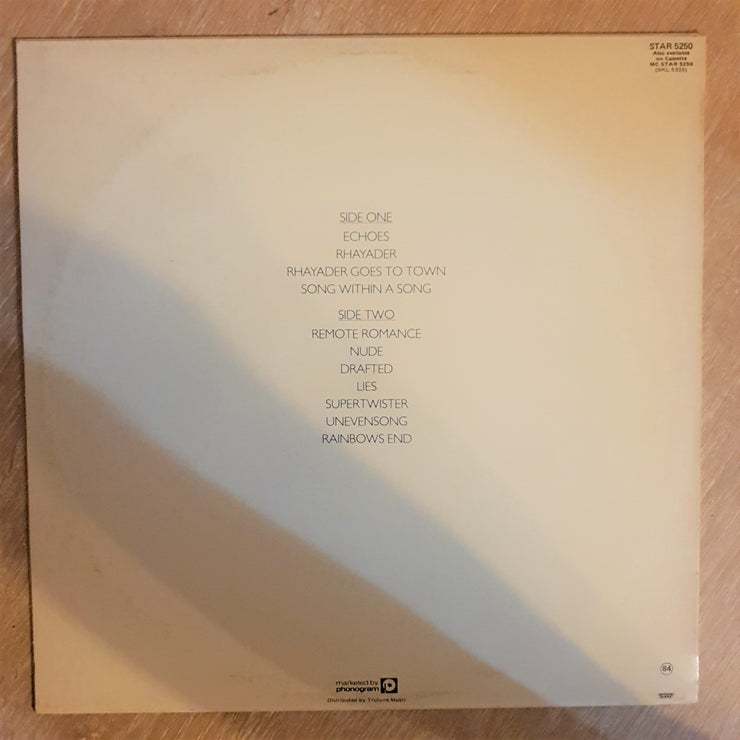 STAR 5250
Also available
on Cassette
MC STAR 5250
(SKL 5325)
SIDE ONE
ECHOES
RHAYADER
RHAYADER GOES TO TOWN
SONG WITHIN A SONG
SIDE TWO
REMOTE ROMANCE
NUDE
DRAFTED
LIES
SUPERTWISTER
UNEVENSONG
RAINBOWS END
84
marketed by
phonogram
Distributed by Trutone Music